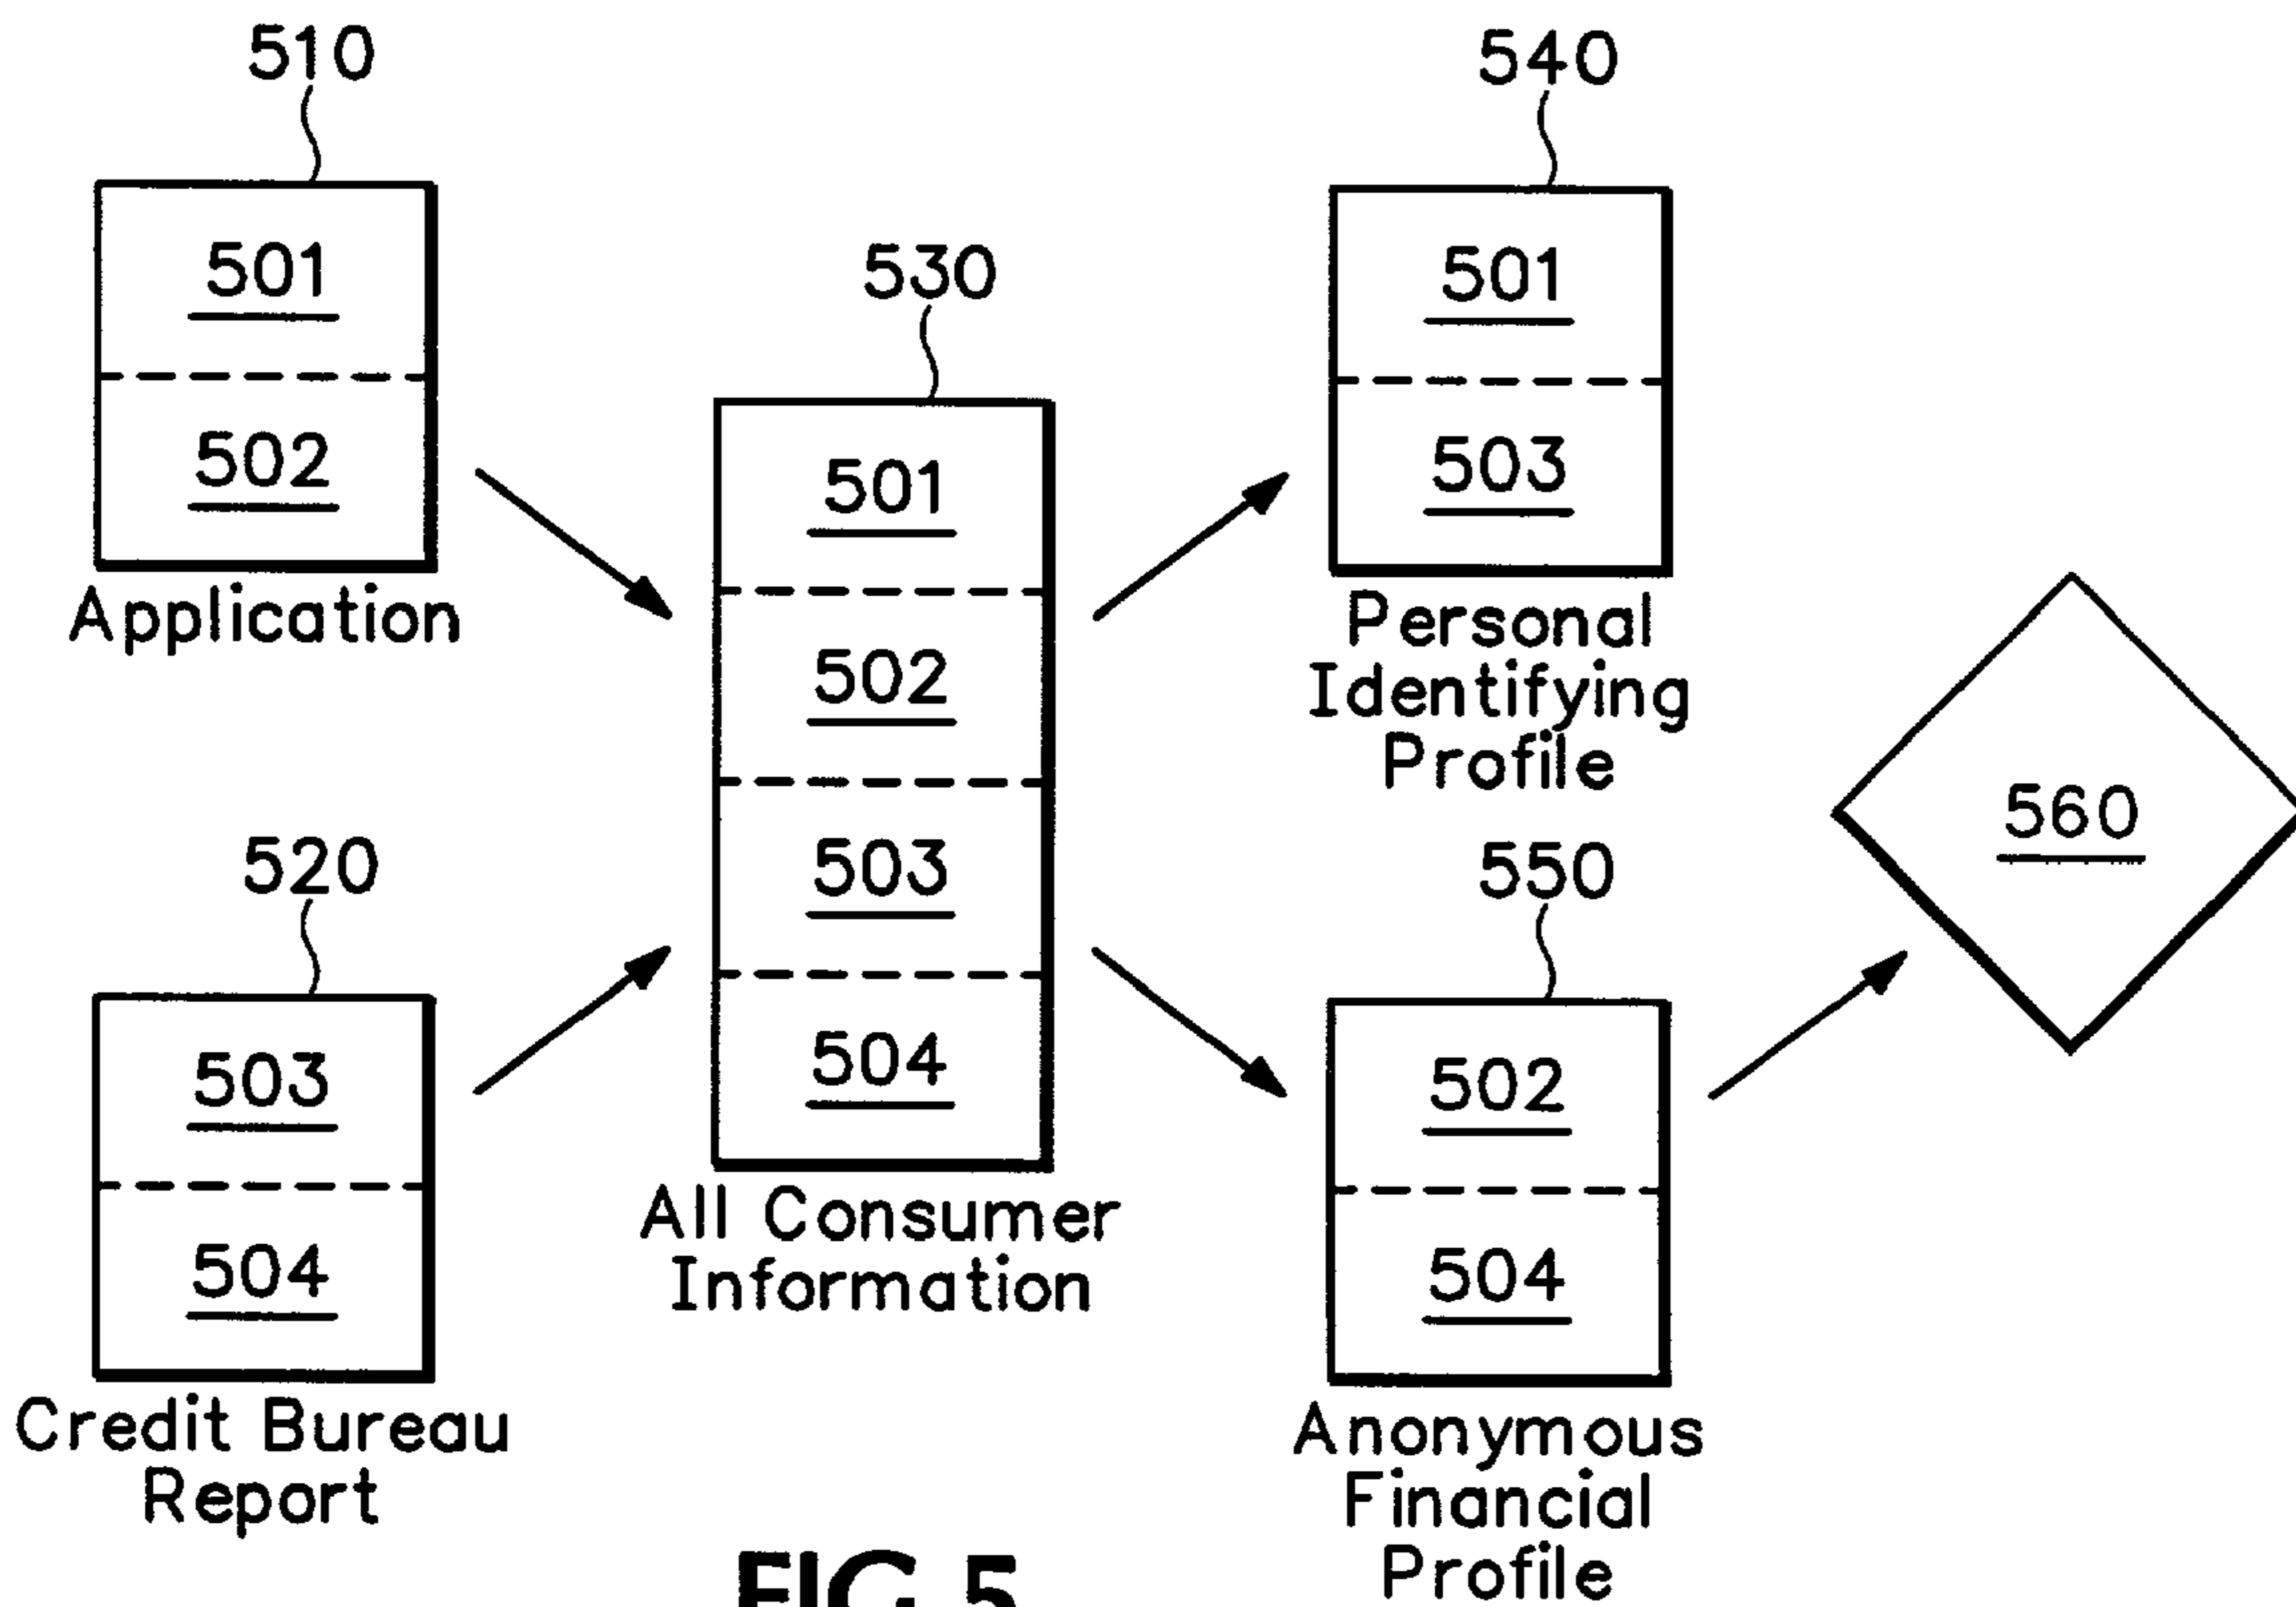 510
501
502
Application
520
503
504
Credit Bureau
Report
530
501
502
503
504
All Consumer
Information
540
501
503
Personal
Identifying
Profile
550
502
504
Anonymous
Financial
Profile
560
FIG 5